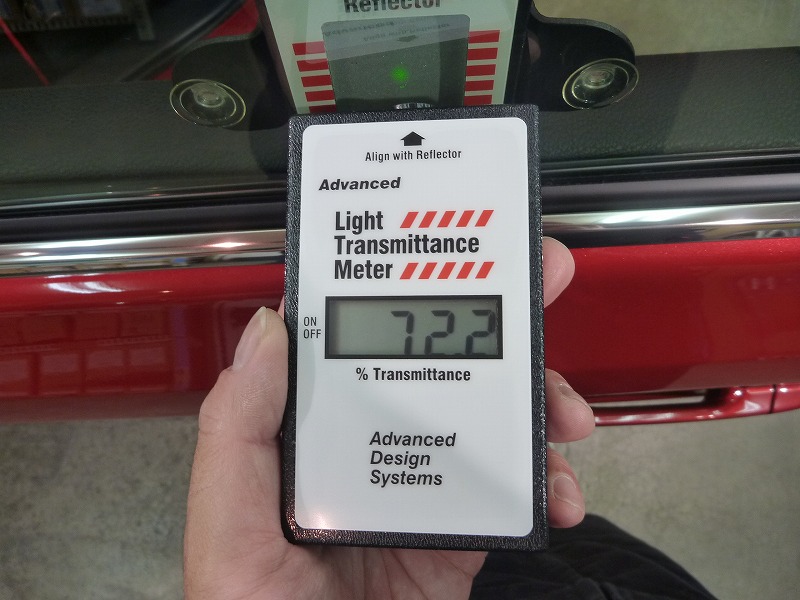 Reflector
Align with Reflector
Advanced
Light
Transmittance
Meter
ON
OFF
72.2
% Transmittance
Advanced
Design
Systems